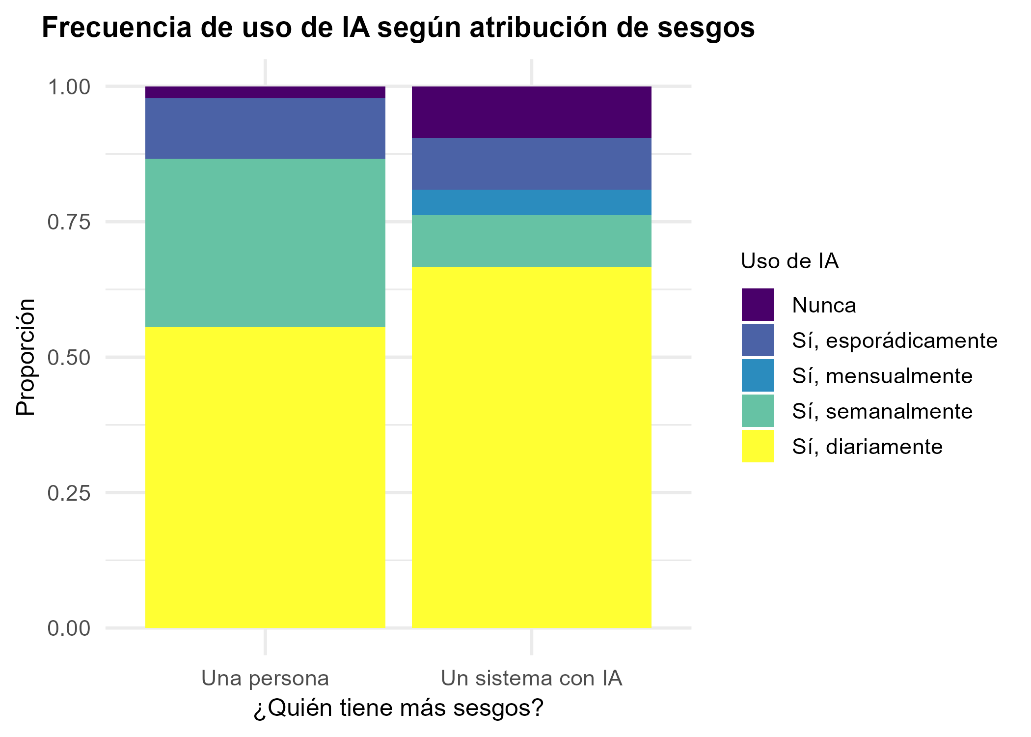 Frecuencia de uso de IA según atribución de sesgos
1.00
0.75
0.50
0.25
0.00
Proporción
Una persona
Un sistema con IA
¿Quién tiene más sesgos?
Uso de IA
Nunca
Sí, esporádicamente
Sí, mensualmente
Sí, semanalmente
Sí, diariamente